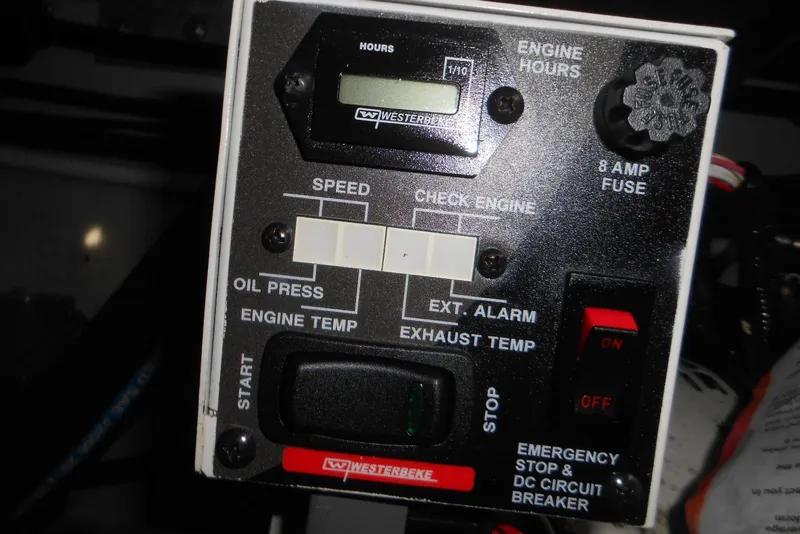 HOURS
1/10
WESTERBEKE
ENGINE
HOURS
8 AMP
FUSE
SPEED
CHECK ENGINE
OIL PRESS
ENGINE TEMP
EXT. ALARM
EXHAUST TEMP
START
STOP
ON
OFF
WESTERBEKE
EMERGENCY
STOP &
DC CIRCUIT
BREAKER